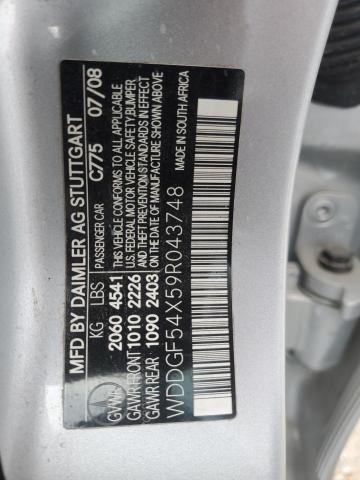 MFD BY DAIMLER AG STUTTGART
KG LBS PASSENGER CAR C775 07/08
GVWR 2060 4541 THIS VEHICLE CONFORMS TO ALL APPLICABLE
GAWR FRONT 1010 2226 U.S. FEDERAL MOTOR VEHICLE SAFETY, BUMPER
GAWR REAR 1090 2403 AND THEFT PREVENTION STANDARDS IN EFFECT
ON THE DATE OF MANUFACTURE SHOWN ABOVE.
WDDGF54X59R043748 MADE IN SOUTH AFRICA